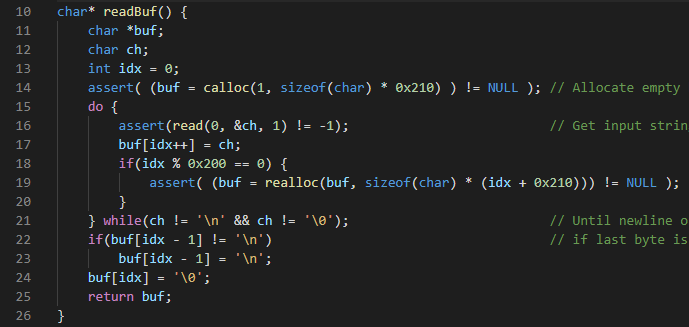 10 char* readBuf() {
11     char *buf;
12     char ch;
13     int idx = 0;
14     assert( (buf = calloc(1, sizeof(char) * 0x210) ) != NULL ); // Allocate empty
15     do {
16         assert(read(0, &ch, 1) != -1);                          // Get input strin
17         buf[idx++] = ch;
18         if(idx % 0x200 == 0) {
19             assert( (buf = realloc(buf, sizeof(char) * (idx + 0x210))) != NULL );
20         }
21     } while(ch != '\n' && ch != '\0');                          // Until newline o
22     if(buf[idx - 1] != '\n')                                    // if last byte is
23         buf[idx - 1] = '\n';
24     buf[idx] = '\0';
25     return buf;
26 }